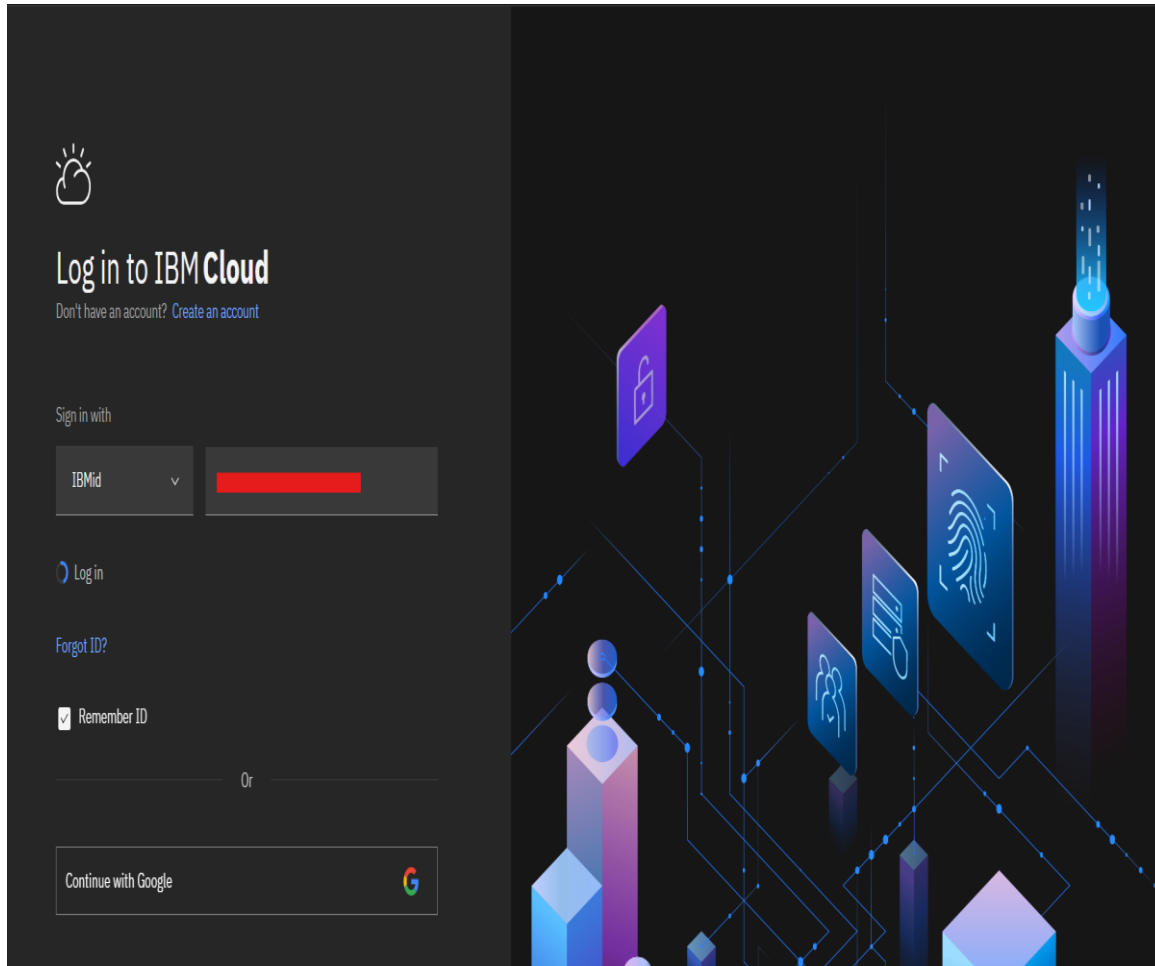 Log in to IBM Cloud
Don't have an account? Create an account
Sign in with
IBMid
Log in
Forgot ID?
Remember ID
Or
Continue with Google